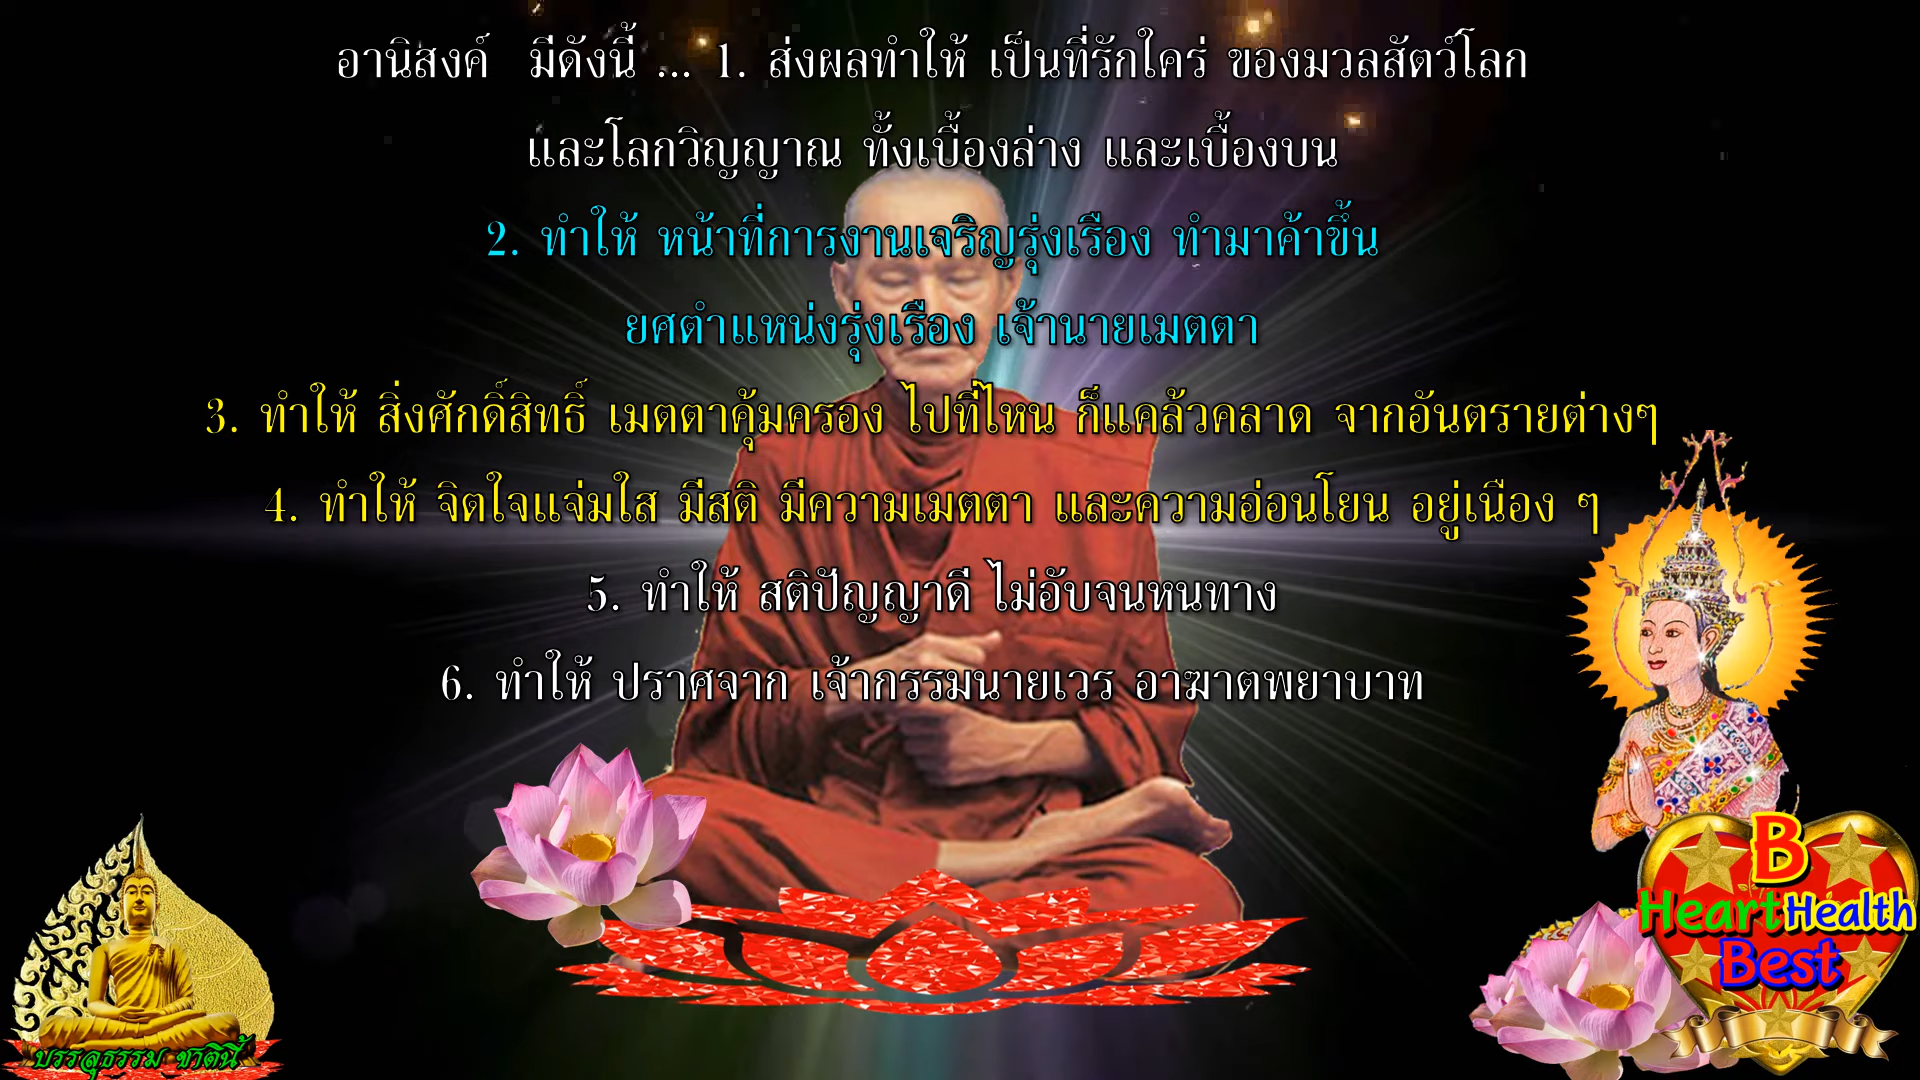 อานิสงค์ มีดังนี้ ... 1. ส่งผลทำให้ เป็นที่รักใคร่ ของมวลสัตว์โลก
และโลกวิญญาณ ทั้งเบื้องล่าง และเบื้องบน
2. ทำให้ หน้าที่การงานเจริญรุ่งเรือง ทำมาค้าขึ้น
ยศตำแหน่งรุ่งเรือง เจ้านายเมตตา
3. ทำให้ สิ่งศักดิ์สิทธิ์ เมตตาคุ้มครอง ไปที่ไหน ก็แคล้วคลาด จากอันตรายต่างๆ
4. ทำให้ จิตใจแจ่มใส มีสติ มีความเมตตา และความอ่อนโยน อยู่เนือง ๆ
5. ทำให้ สติปัญญาดี ไม่อับจนหนทาง
6. ทำให้ ปราศจาก เจ้ากรรมนายเวร อาฆาตพยาบาท
บรรลุธรรม ชาตินี้
B
Heart Health
Best